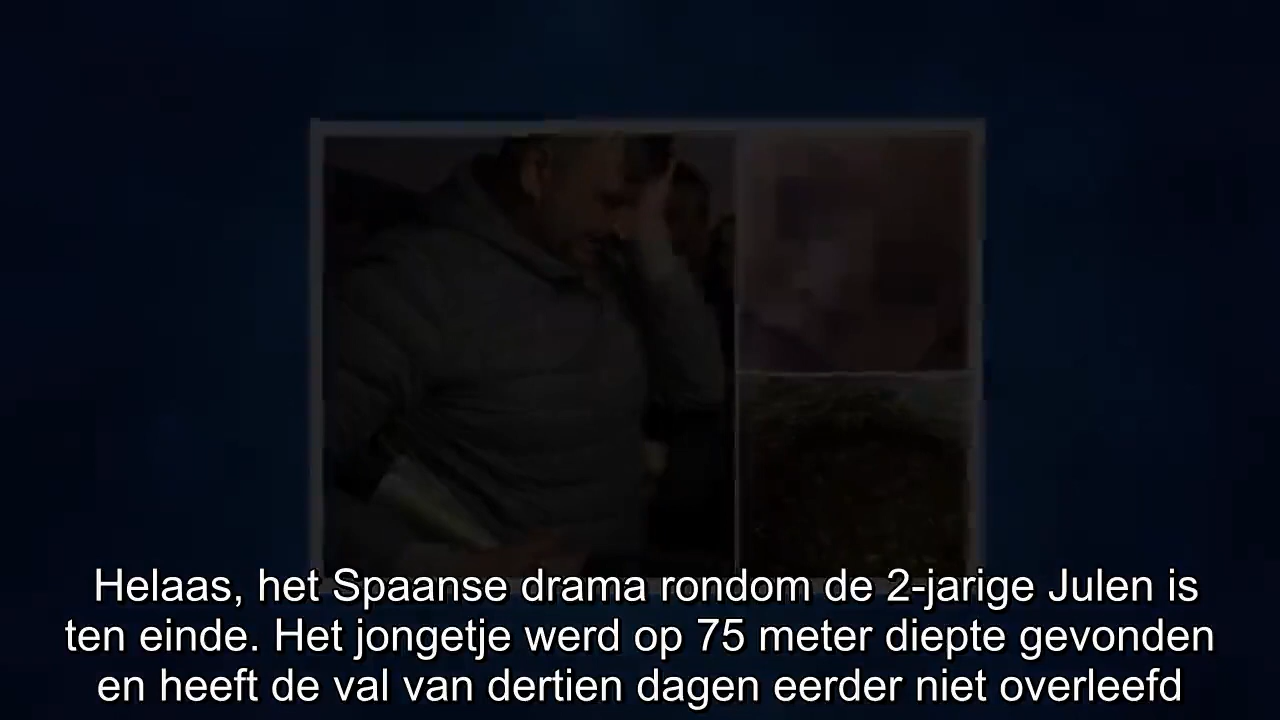 Helaas, het Spaanse drama rondom de 2-jarige Julen is
ten einde. Het jongetje werd op 75 meter diepte gevonden
en heeft de val van dertien dagen eerder niet overleefd